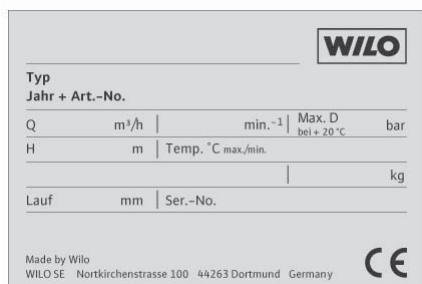 WILO
Typ
Jahr + Art.-No.
Q m³/h min.⁻¹ Max. D bei + 20 °C bar
H m Temp. °C max./min.
kg
Lauf mm Ser.-No.
Made by Wilo
WILO SE Nortkirchenstrasse 100 44263 Dortmund Germany
CE